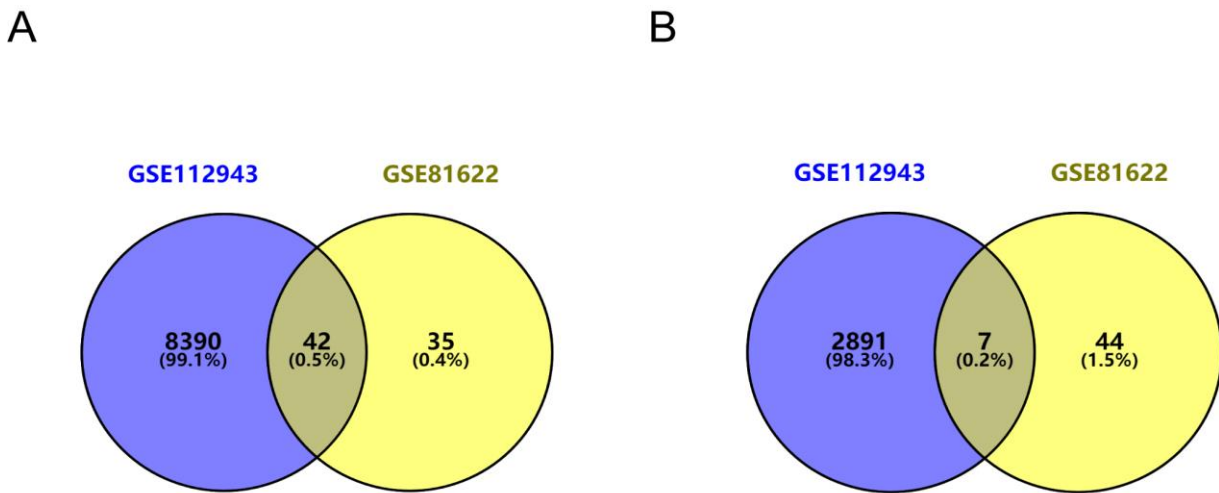 A
B
GSE112943
GSE81622
GSE112943
GSE81622
8390
(99.1%)
42
(0.5%)
35
(0.4%)
2891
(98.3%)
7
(0.2%)
44
(1.5%)